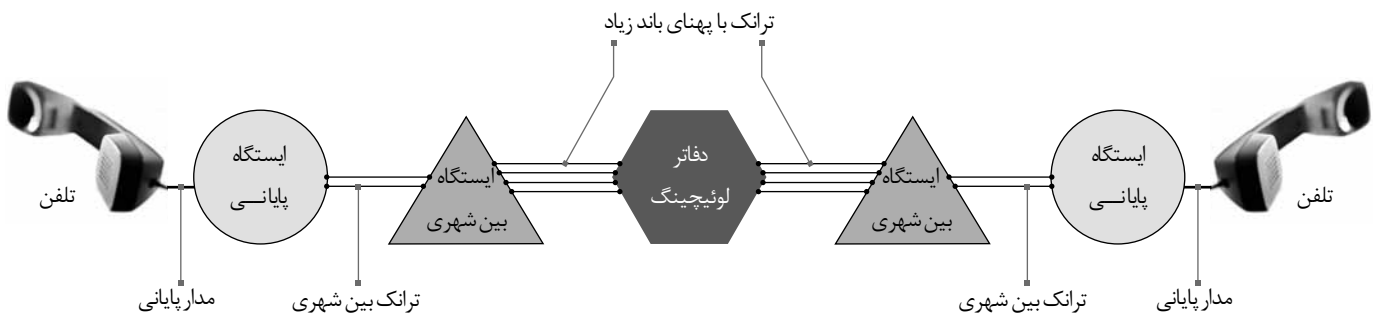 ترانک با پهنای باند زیاد
تلفن
ایستگاه
پایانــی
ایستگاه
بین شهری
دفاتر
لوئیچینگ
ایستگاه
بین شهری
ایستگاه
پایانــی
تلفن
مدار پایانی
ترانک بین شهری
ترانک بین شهری
مدار پایانی